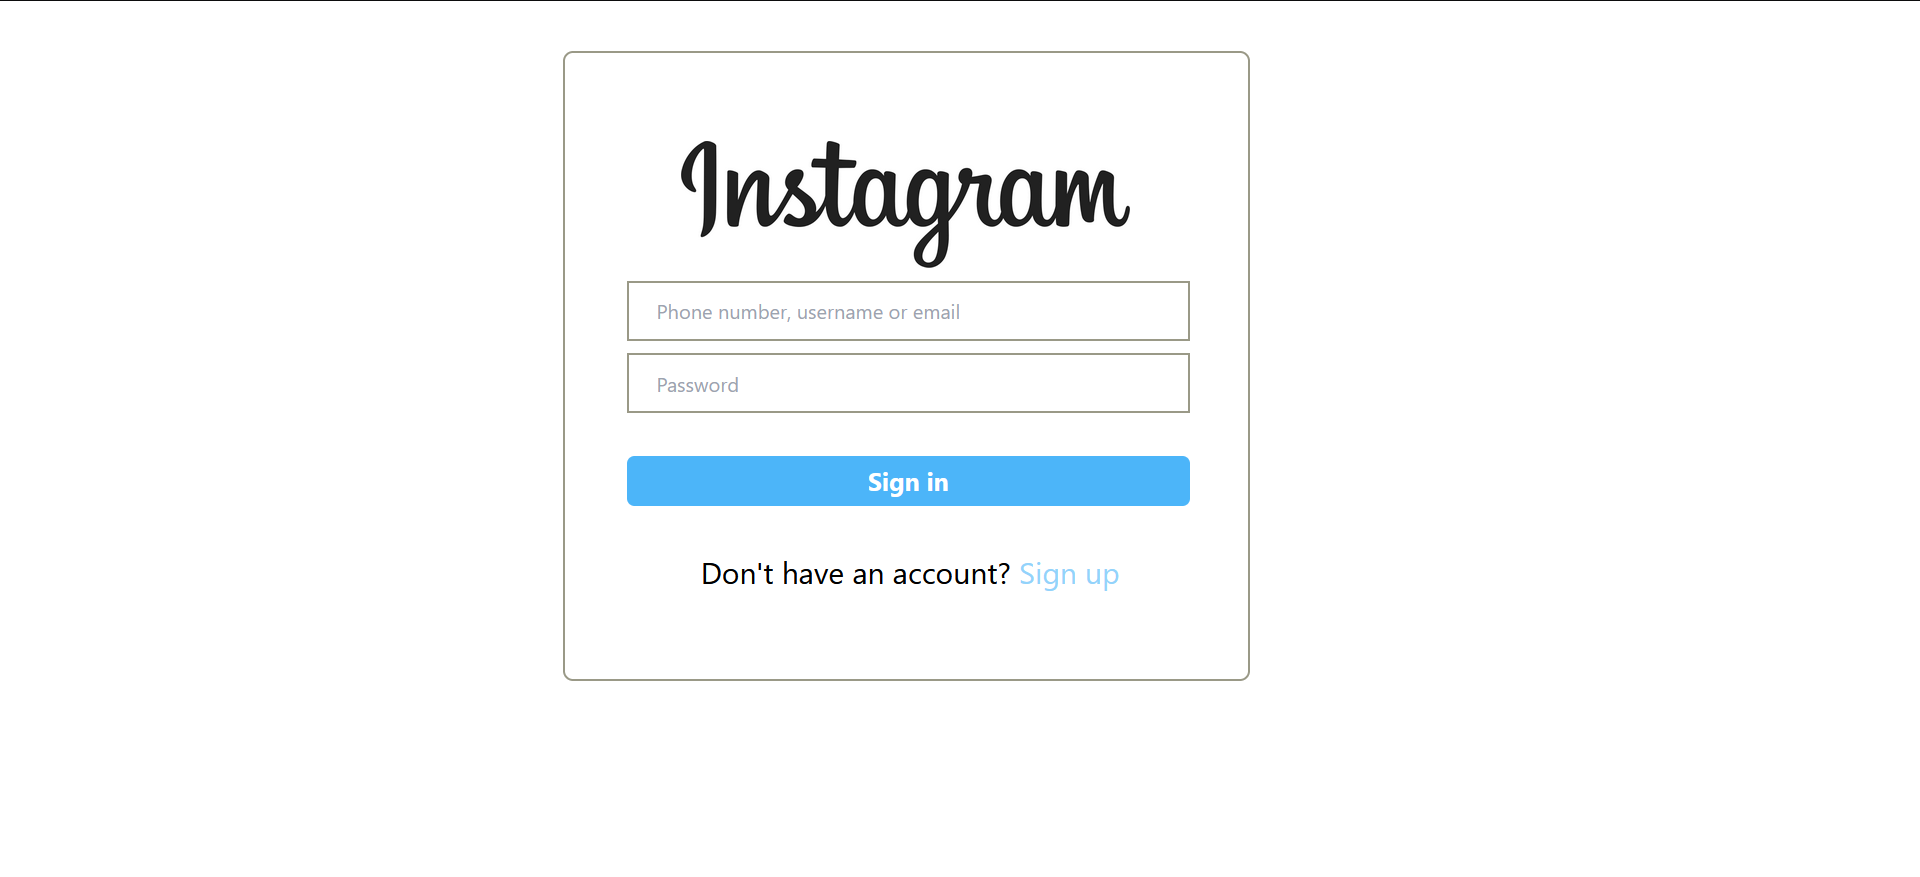 Instagram
Phone number, username or email
Password
Sign in
Don't have an account? Sign up